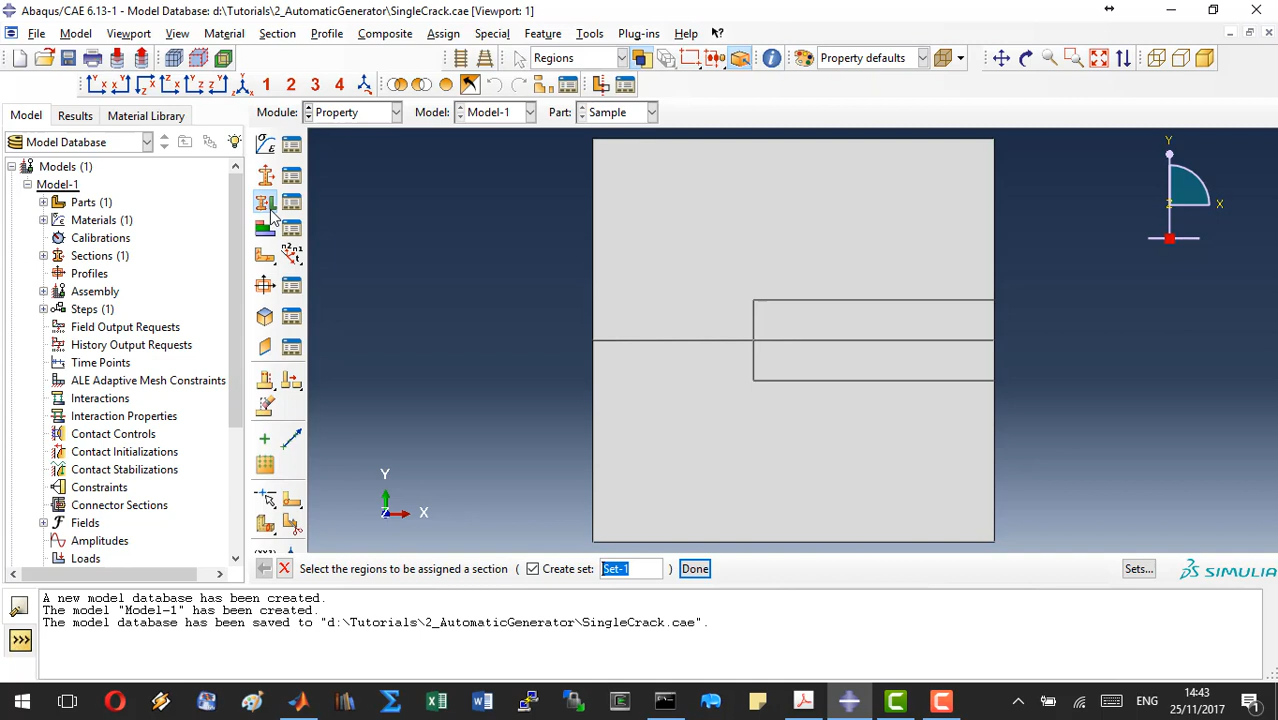 Abaqus/CAE 6.13-1 - Model Database: d:\Tutorials\2_AutomaticGenerator\SingleCrack.cae [Viewport: 1]
File Model Viewport View Material Section Profile Composite Assign Special Feature Tools Plug-ins Help
Regions Property defaults
1 2 3 4
Model Results Material Library Module: Property Model: Model-1 Part: Sample
Model Database
Models (1)
Model-1
Parts (1)
Materials (1)
Calibrations
Sections (1)
Profiles
Assembly
Steps (1)
Field Output Requests
History Output Requests
Time Points
ALE Adaptive Mesh Constraints
Interactions
Interaction Properties
Contact Controls
Contact Initializations
Contact Stabilizations
Constraints
Connector Sections
Fields
Amplitudes
Loads
Y
Z X
Y
Z X
Select the regions to be assigned a section ( Create set: Set-1 ) Done Sets... SIMULIA
A new model database has been created.
The model "Model-1" has been created.
The model database has been saved to "d:\Tutorials\2_AutomaticGenerator\SingleCrack.cae".
ENG 14:43
25/11/2017